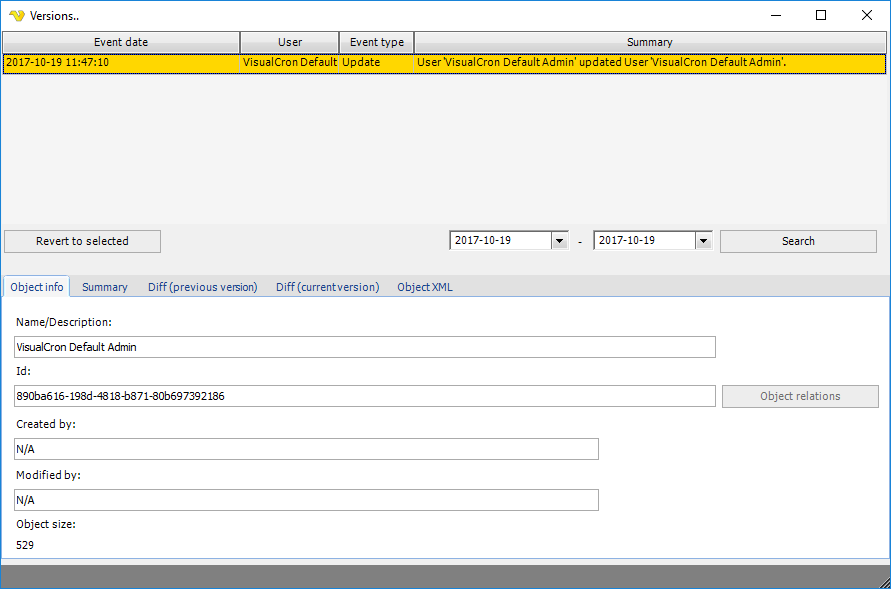 Versions..
Event date User Event type Summary
2017-10-19 11:47:10 VisualCron Default Update User 'VisualCron Default Admin' updated User 'VisualCron Default Admin'.
Revert to selected 2017-10-19 - 2017-10-19 Search
Object info Summary Diff (previous version) Diff (current version) Object XML
Name/Description:
VisualCron Default Admin
Id:
890ba616-198d-4818-b871-80b697392186 Object relations
Created by:
N/A
Modified by:
N/A
Object size:
529